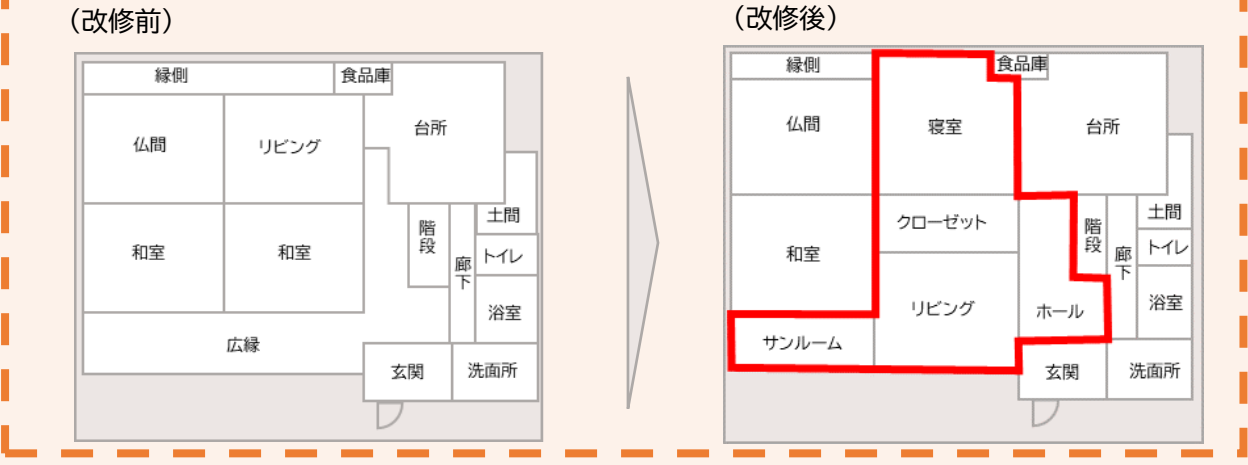 (改修前)
縁側
食品庫
仏間
リビング
台所
和室
和室
階段
廊下
土間
トイレ
浴室
広縁
玄関
洗面所
(改修後)
縁側
食品庫
仏間
寝室
台所
クローゼット
和室
リビング
ホール
階段
廊下
土間
トイレ
浴室
サンルーム
玄関
洗面所